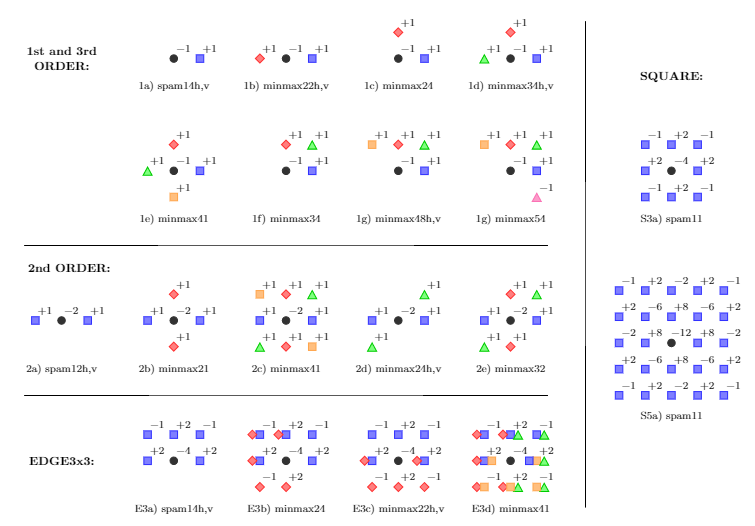 1st and 3rd
ORDER:
−1 +1
1a) spam14h,v
+1 −1 +1
1b) minmax22h,v
+1
−1 +1
1c) minmax24
+1
+1 −1 +1
1d) minmax34h,v
+1
+1 −1 +1
+1
1e) minmax41
+1 +1
−1 +1
1f) minmax34
+1 +1 +1
−1 +1
1g) minmax48h,v
+1 +1 +1
−1 +1
−1
1g) minmax54
2nd ORDER:
+1 −2 +1
2a) spam12h,v
+1
+1 −2 +1
+1
2b) minmax21
+1 +1 +1
+1 −2 +1
+1 +1 +1
2c) minmax41
+1
+1 −2 +1
+1
2d) minmax24h,v
+1 +1
+1 −2 +1
+1 +1
2e) minmax32
EDGE3x3:
−1 +2 −1
+2 −4 +2
E3a) spam14h,v
−1 +2 −1
+2 −4 +2
−1 +2
E3b) minmax24
−1 +2 −1
+2 −4 +2
−1 +2 −1
E3c) minmax22h,v
−1 +2 −1
+2 −4 +2
−1 +2 −1
E3d) minmax41
SQUARE:
−1 +2 −1
+2 −4 +2
−1 +2 −1
S3a) spam11
−1 +2 −2 +2 −1
+2 −6 +8 −6 +2
−2 +8 −12 +8 −2
+2 −6 +8 −6 +2
−1 +2 −2 +2 −1
S5a) spam11